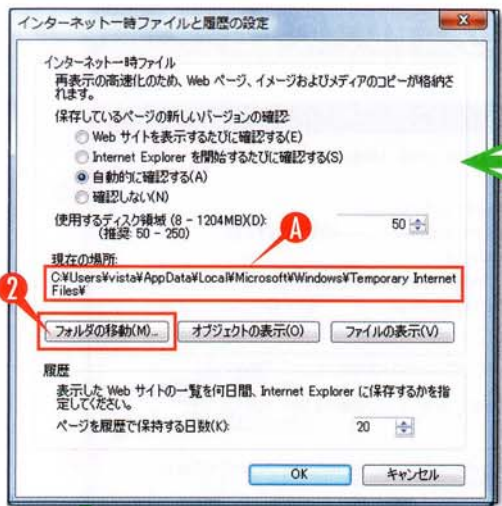 インターネット一時ファイルと履歴の設定
インターネット一時ファイル
再表示の高速化のため、Web ページ、イメージおよびメディアのコピーが格納さ
れます。
保存しているページの新しいバージョンの確認:
Web サイトを表示するたびに確認する(E)
Internet Explorer を開始するたびに確認する(S)
自動的に確認する(A)
確認しない(N)
使用するディスク領域 (8 - 1204MB)(D): 50
(推奨: 50 - 250)
A
現在の場所:
C:¥Users¥vista¥AppData¥Local¥Microsoft¥Windows¥Temporary Internet
Files¥
2
フォルダの移動(M)... オブジェクトの表示(O) ファイルの表示(V)
履歴
表示した Web サイトの一覧を何日間、Internet Explorer に保存するかを指
定してください。
ページを履歴で保持する日数(K): 20
OK キャンセル